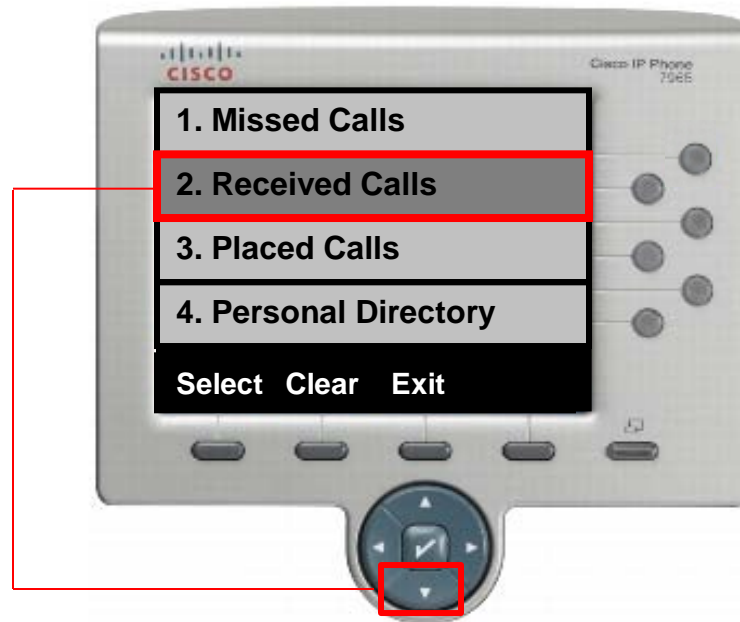 CISCO
Cisco IP Phone
7965
1. Missed Calls
2. Received Calls
3. Placed Calls
4. Personal Directory
Select Clear Exit